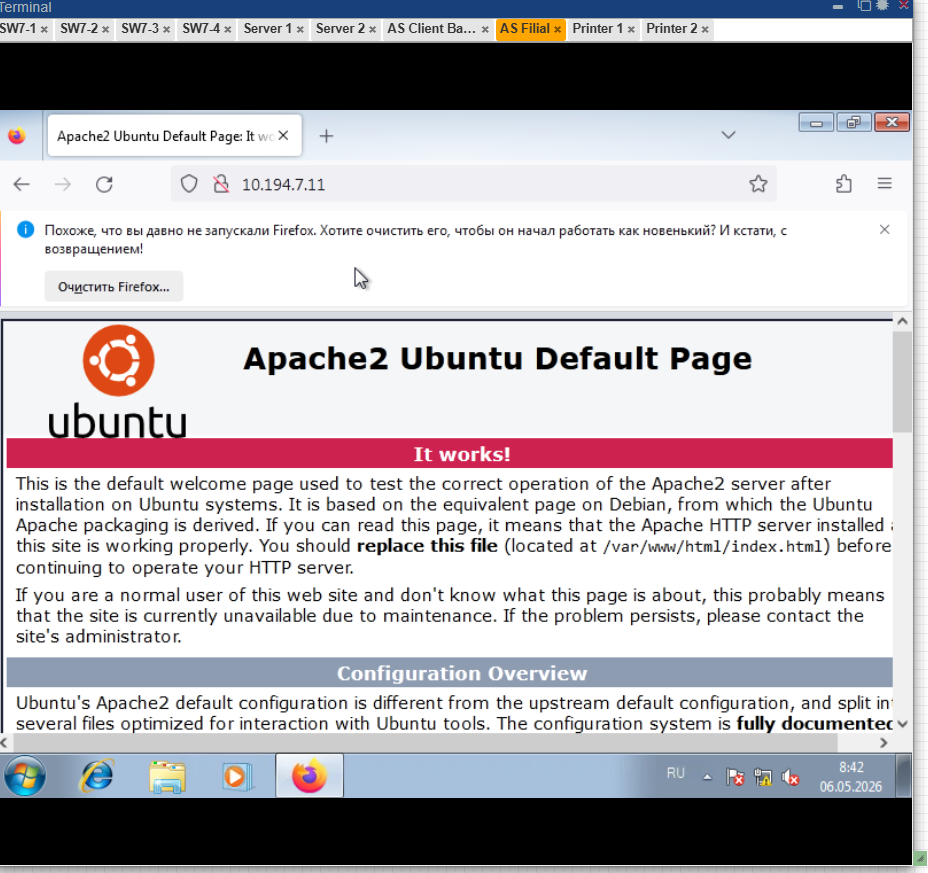 Terminal
SW7-1 × SW7-2 × SW7-3 × SW7-4 × Server 1 × Server 2 × AS Client Ba... × AS Filial × Printer 1 × Printer 2 ×
Apache2 Ubuntu Default Page: It wo
10.194.7.11
Похоже, что вы давно не запускали Firefox. Хотите очистить его, чтобы он начал работать как новенький? И кстати, с
возвращением!
Очистить Firefox...
Apache2 Ubuntu Default Page
ubuntu
It works!
This is the default welcome page used to test the correct operation of the Apache2 server after
installation on Ubuntu systems. It is based on the equivalent page on Debian, from which the Ubuntu
Apache packaging is derived. If you can read this page, it means that the Apache HTTP server installed
this site is working properly. You should replace this file (located at /var/www/html/index.html) before
continuing to operate your HTTP server.
If you are a normal user of this web site and don't know what this page is about, this probably means
that the site is currently unavailable due to maintenance. If the problem persists, please contact the
site's administrator.
Configuration Overview
Ubuntu's Apache2 default configuration is different from the upstream default configuration, and split int
several files optimized for interaction with Ubuntu tools. The configuration system is fully documented
RU
8:42
06.05.2026